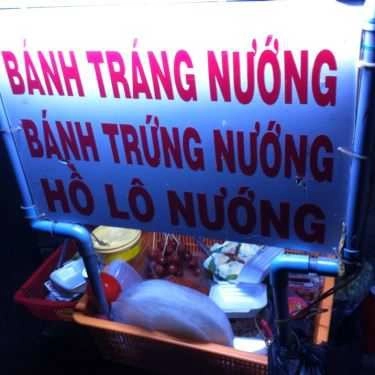 BÁNH TRÁNG NƯỚNG
BÁNH TRỨNG NƯỚNG
HỒ LÔ NƯỚNG